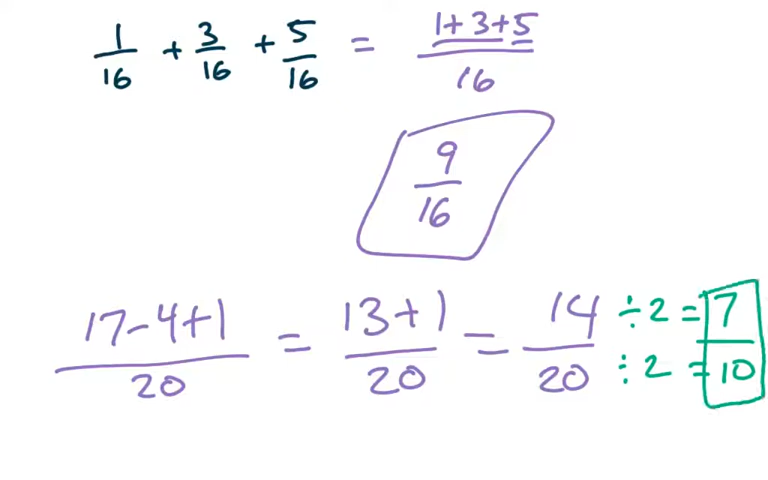 1/16 + 3/16 + 5/16 = (1+3+5)/16
9/16
(17-4+1)/20 = (13+1)/20 = 14/20 ÷2 = 7 / ÷2 = 10